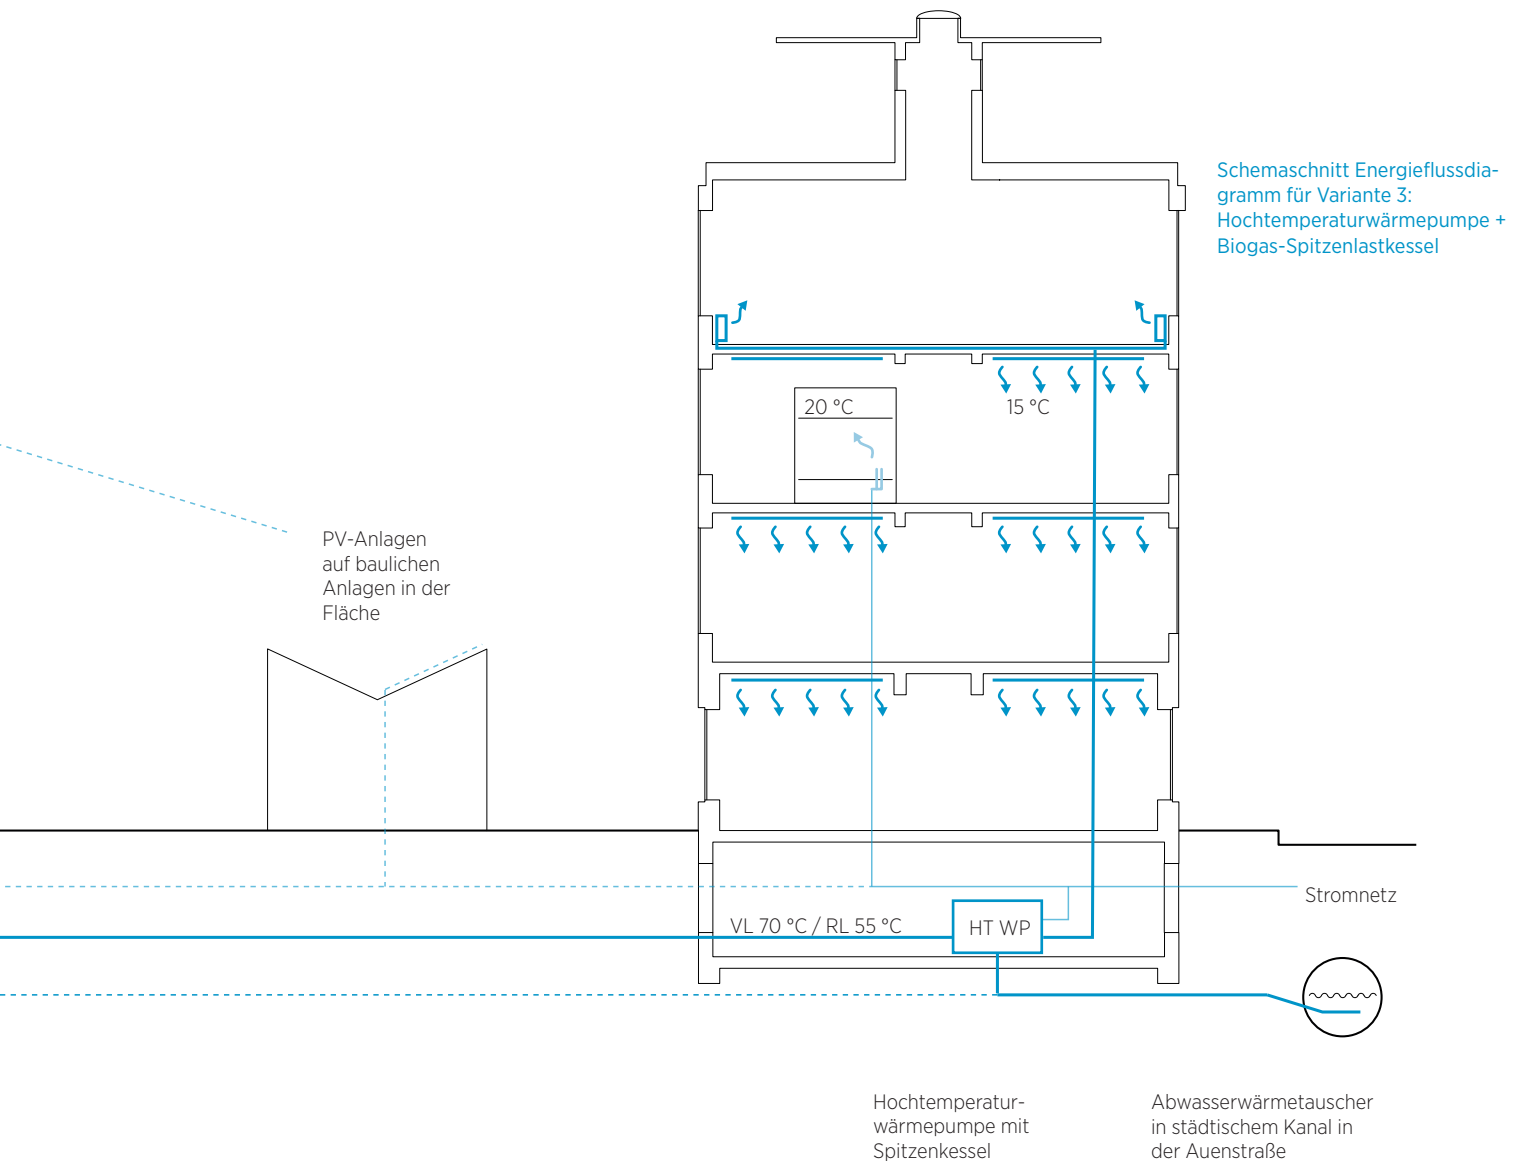 Schemaschnitt Energieflussdia-
gramm für Variante 3:
Hochtemperaturwärmepumpe +
Biogas-Spitzenlastkessel
20 °C
15 °C
PV-Anlagen
auf baulichen
Anlagen in der
Fläche
Stromnetz
VL 70 °C / RL 55 °C
HT WP
Hochtemperatur-
wärmepumpe mit
Spitzenkessel
Abwasserwärmetauscher
in städtischem Kanal in
der Auenstraße